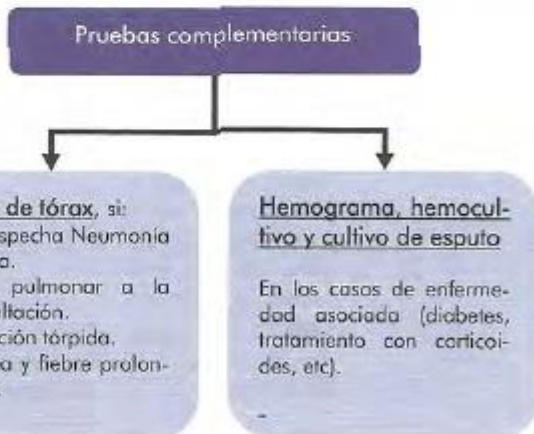 Pruebas complementarias
de tórax, si:
specha Neumonía
a.
pulmonar a la
ltación.
ción tórpida.
a y fiebre prolon-
.
Hemograma, hemocul-
tivo y cultivo de esputo
En los casos de enferme-
dad asociada (diabetes,
tratamiento con corticoi-
des, etc).
-